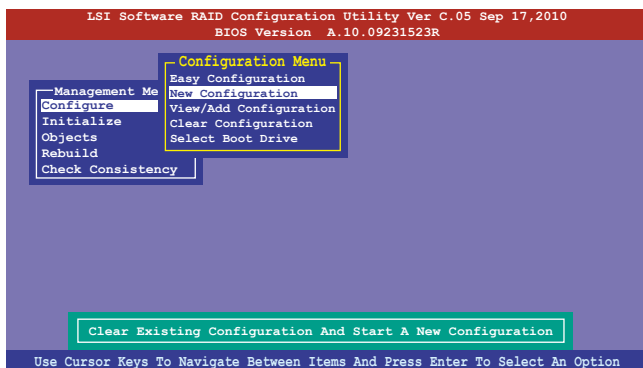 LSI Software RAID Configuration Utility Ver C.05 Sep 17,2010
BIOS Version A.10.09231523R
Management Me
Configure
Initialize
Objects
Rebuild
Check Consistency
Configuration Menu
Easy Configuration
New Configuration
View/Add Configuration
Clear Configuration
Select Boot Drive
Clear Existing Configuration And Start A New Configuration
Use Cursor Keys To Navigate Between Items And Press Enter To Select An Option